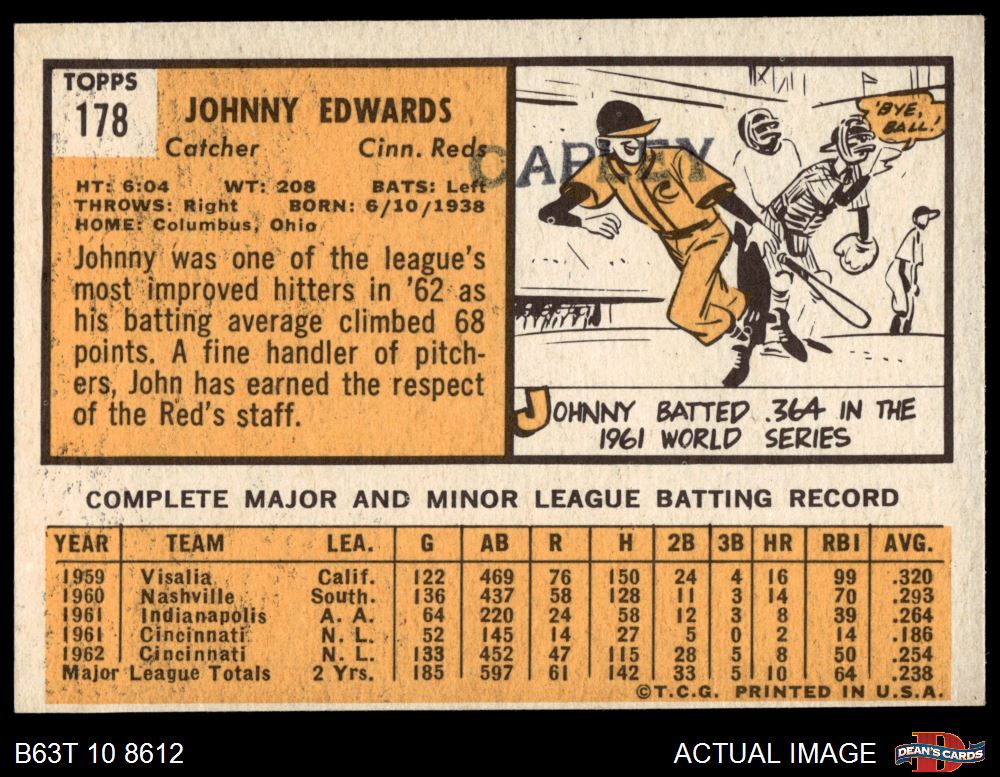 TOPPS
178
JOHNNY EDWARDS
Catcher Cinn. Reds
HT: 6:04 WT: 208 BATS: Left
THROWS: Right BORN: 6/10/1938
HOME: Columbus, Ohio
Johnny was one of the league's
most improved hitters in '62 as
his batting average climbed 68
points. A fine handler of pitch-
ers, John has earned the respect
of the Red's staff.
'BYE,
BALL!
C
JOHNNY BATTED .364 IN THE
1961 WORLD SERIES
COMPLETE MAJOR AND MINOR LEAGUE BATTING RECORD
YEAR TEAM LEA. G AB R H 2B 3B HR RBI AVG.
1959 Visalia Calif. 122 469 76 150 24 4 16 99 .320
1960 Nashville South. 136 437 58 128 11 3 14 70 .293
1961 Indianapolis A. A. 64 220 24 58 12 3 8 39 .264
1961 Cincinnati N. L. 52 145 14 27 5 0 2 14 .186
1962 Cincinnati N. L. 133 452 47 115 28 5 8 50 .254
Major League Totals 2 Yrs. 185 597 61 142 33 5 10 64 .238
©T.C.G. PRINTED IN U.S.A.
B63T 10 8612
ACTUAL IMAGE
DEAN'S CARDS